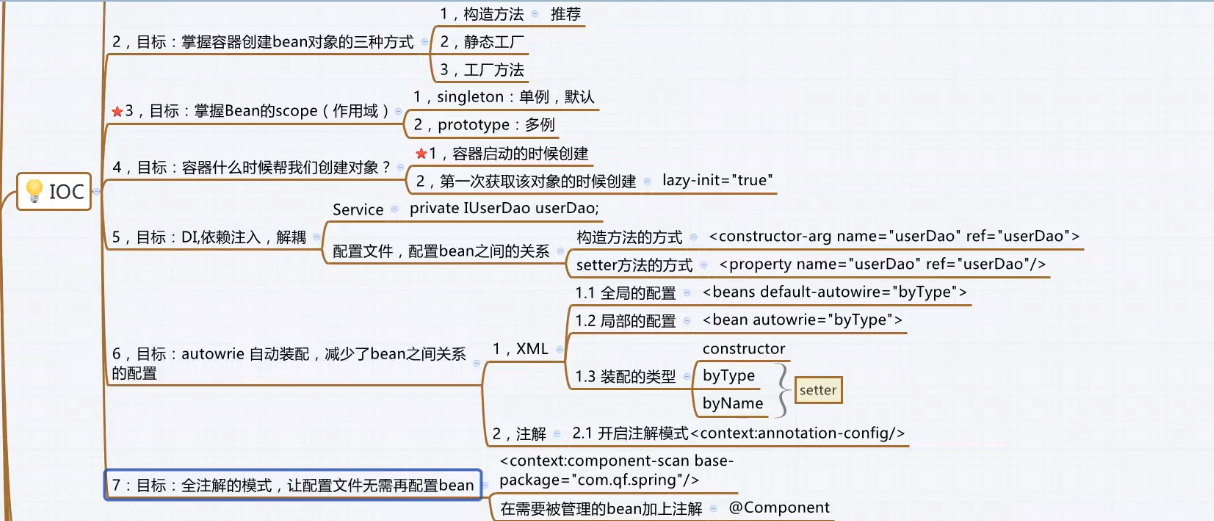 IOC
2，目标：掌握容器创建bean对象的三种方式
1，构造方法
推荐
2，静态工厂
3，工厂方法
3，目标：掌握Bean的scope（作用域）
1，singleton：单例，默认
2，prototype：多例
4，目标：容器什么时候帮我们创建对象？
1，容器启动的时候创建
2，第一次获取该对象的时候创建
lazy-init="true"
5，目标：DI,依赖注入，解耦
Service
private IUserDao userDao;
配置文件，配置bean之间的关系
构造方法的方式
<constructor-arg name="userDao" ref="userDao">
setter方法的方式
<property name="userDao" ref="userDao"/>
6，目标：autowrie 自动装配，减少了bean之间关系
的配置
1，XML
1.1 全局的配置
<beans default-autowire="byType">
1.2 局部的配置
<bean autowrie="byType">
1.3 装配的类型
constructor
byType
byName
setter
2，注解
2.1 开启注解模式<context:annotation-config/>
7：目标：全注解的模式，让配置文件无需再配置bean
<context:component-scan base-
package="com.qf.spring"/>
在需要被管理的bean加上注解
@Component